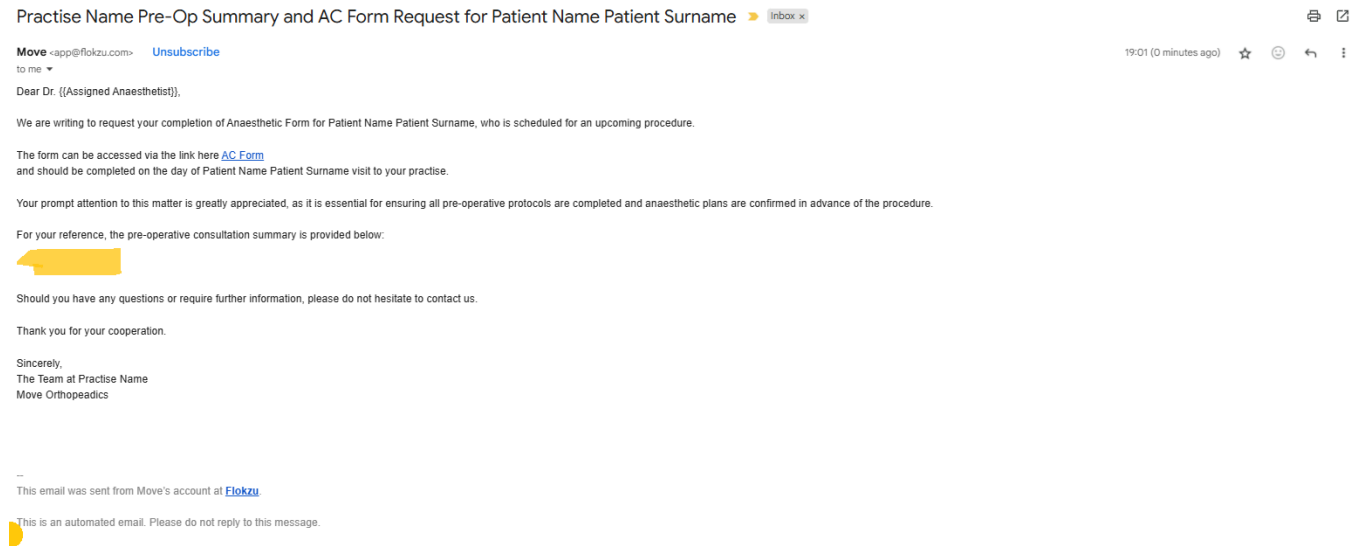 Practise Name Pre-Op Summary and AC Form Request for Patient Name Patient Surname Inbox x
Move <app@flokzu.com> Unsubscribe 19:01 (0 minutes ago)
to me
Dear Dr. {{Assigned Anaesthetist}},
We are writing to request your completion of Anaesthetic Form for Patient Name Patient Surname, who is scheduled for an upcoming procedure.
The form can be accessed via the link here AC Form
and should be completed on the day of Patient Name Patient Surname visit to your practise.
Your prompt attention to this matter is greatly appreciated, as it is essential for ensuring all pre-operative protocols are completed and anaesthetic plans are confirmed in advance of the procedure.
For your reference, the pre-operative consultation summary is provided below:
Should you have any questions or require further information, please do not hesitate to contact us.
Thank you for your cooperation.
Sincerely,
The Team at Practise Name
Move Orthopeadics
--
This email was sent from Move's account at Flokzu.
This is an automated email. Please do not reply to this message.